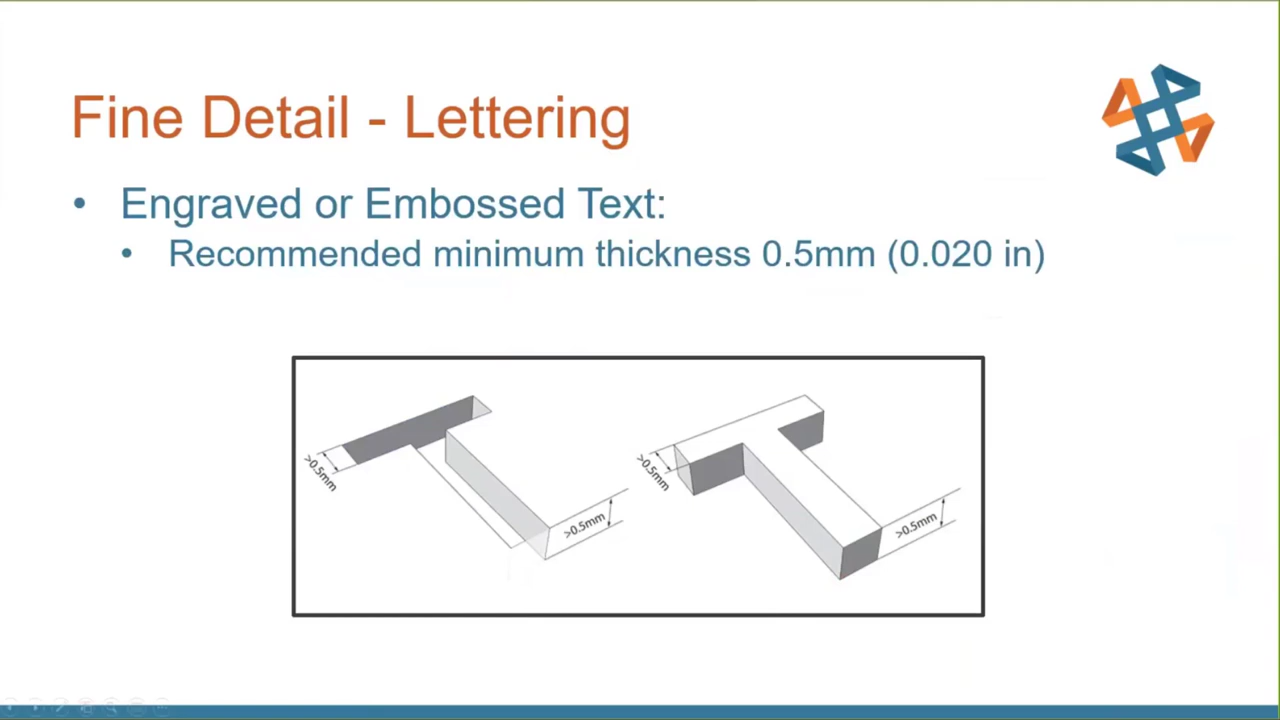 Fine Detail - Lettering
• Engraved or Embossed Text:
• Recommended minimum thickness 0.5mm (0.020 in)
>0.5mm
>0.5mm
>0.5mm
>0.5mm